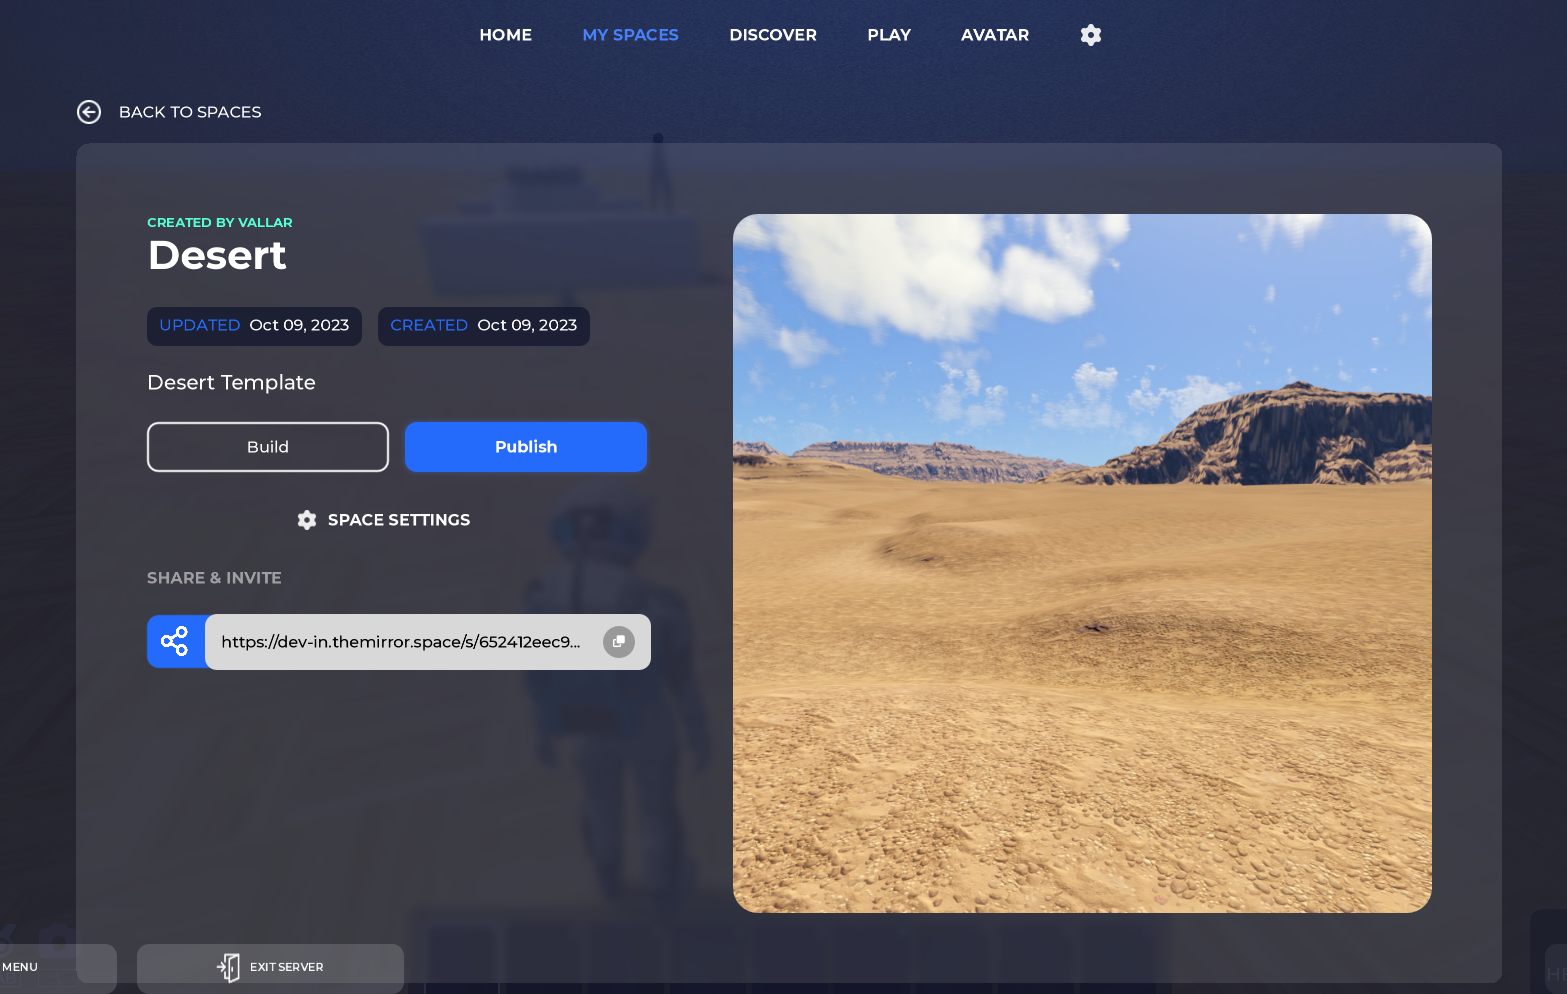 HOME MY SPACES DISCOVER PLAY AVATAR
BACK TO SPACES
CREATED BY VALLAR
Desert
UPDATED Oct 09, 2023 CREATED Oct 09, 2023
Desert Template
Build Publish
SPACE SETTINGS
SHARE & INVITE
https://dev-in.themirror.space/s/652412eec9...
MENU EXIT SERVER